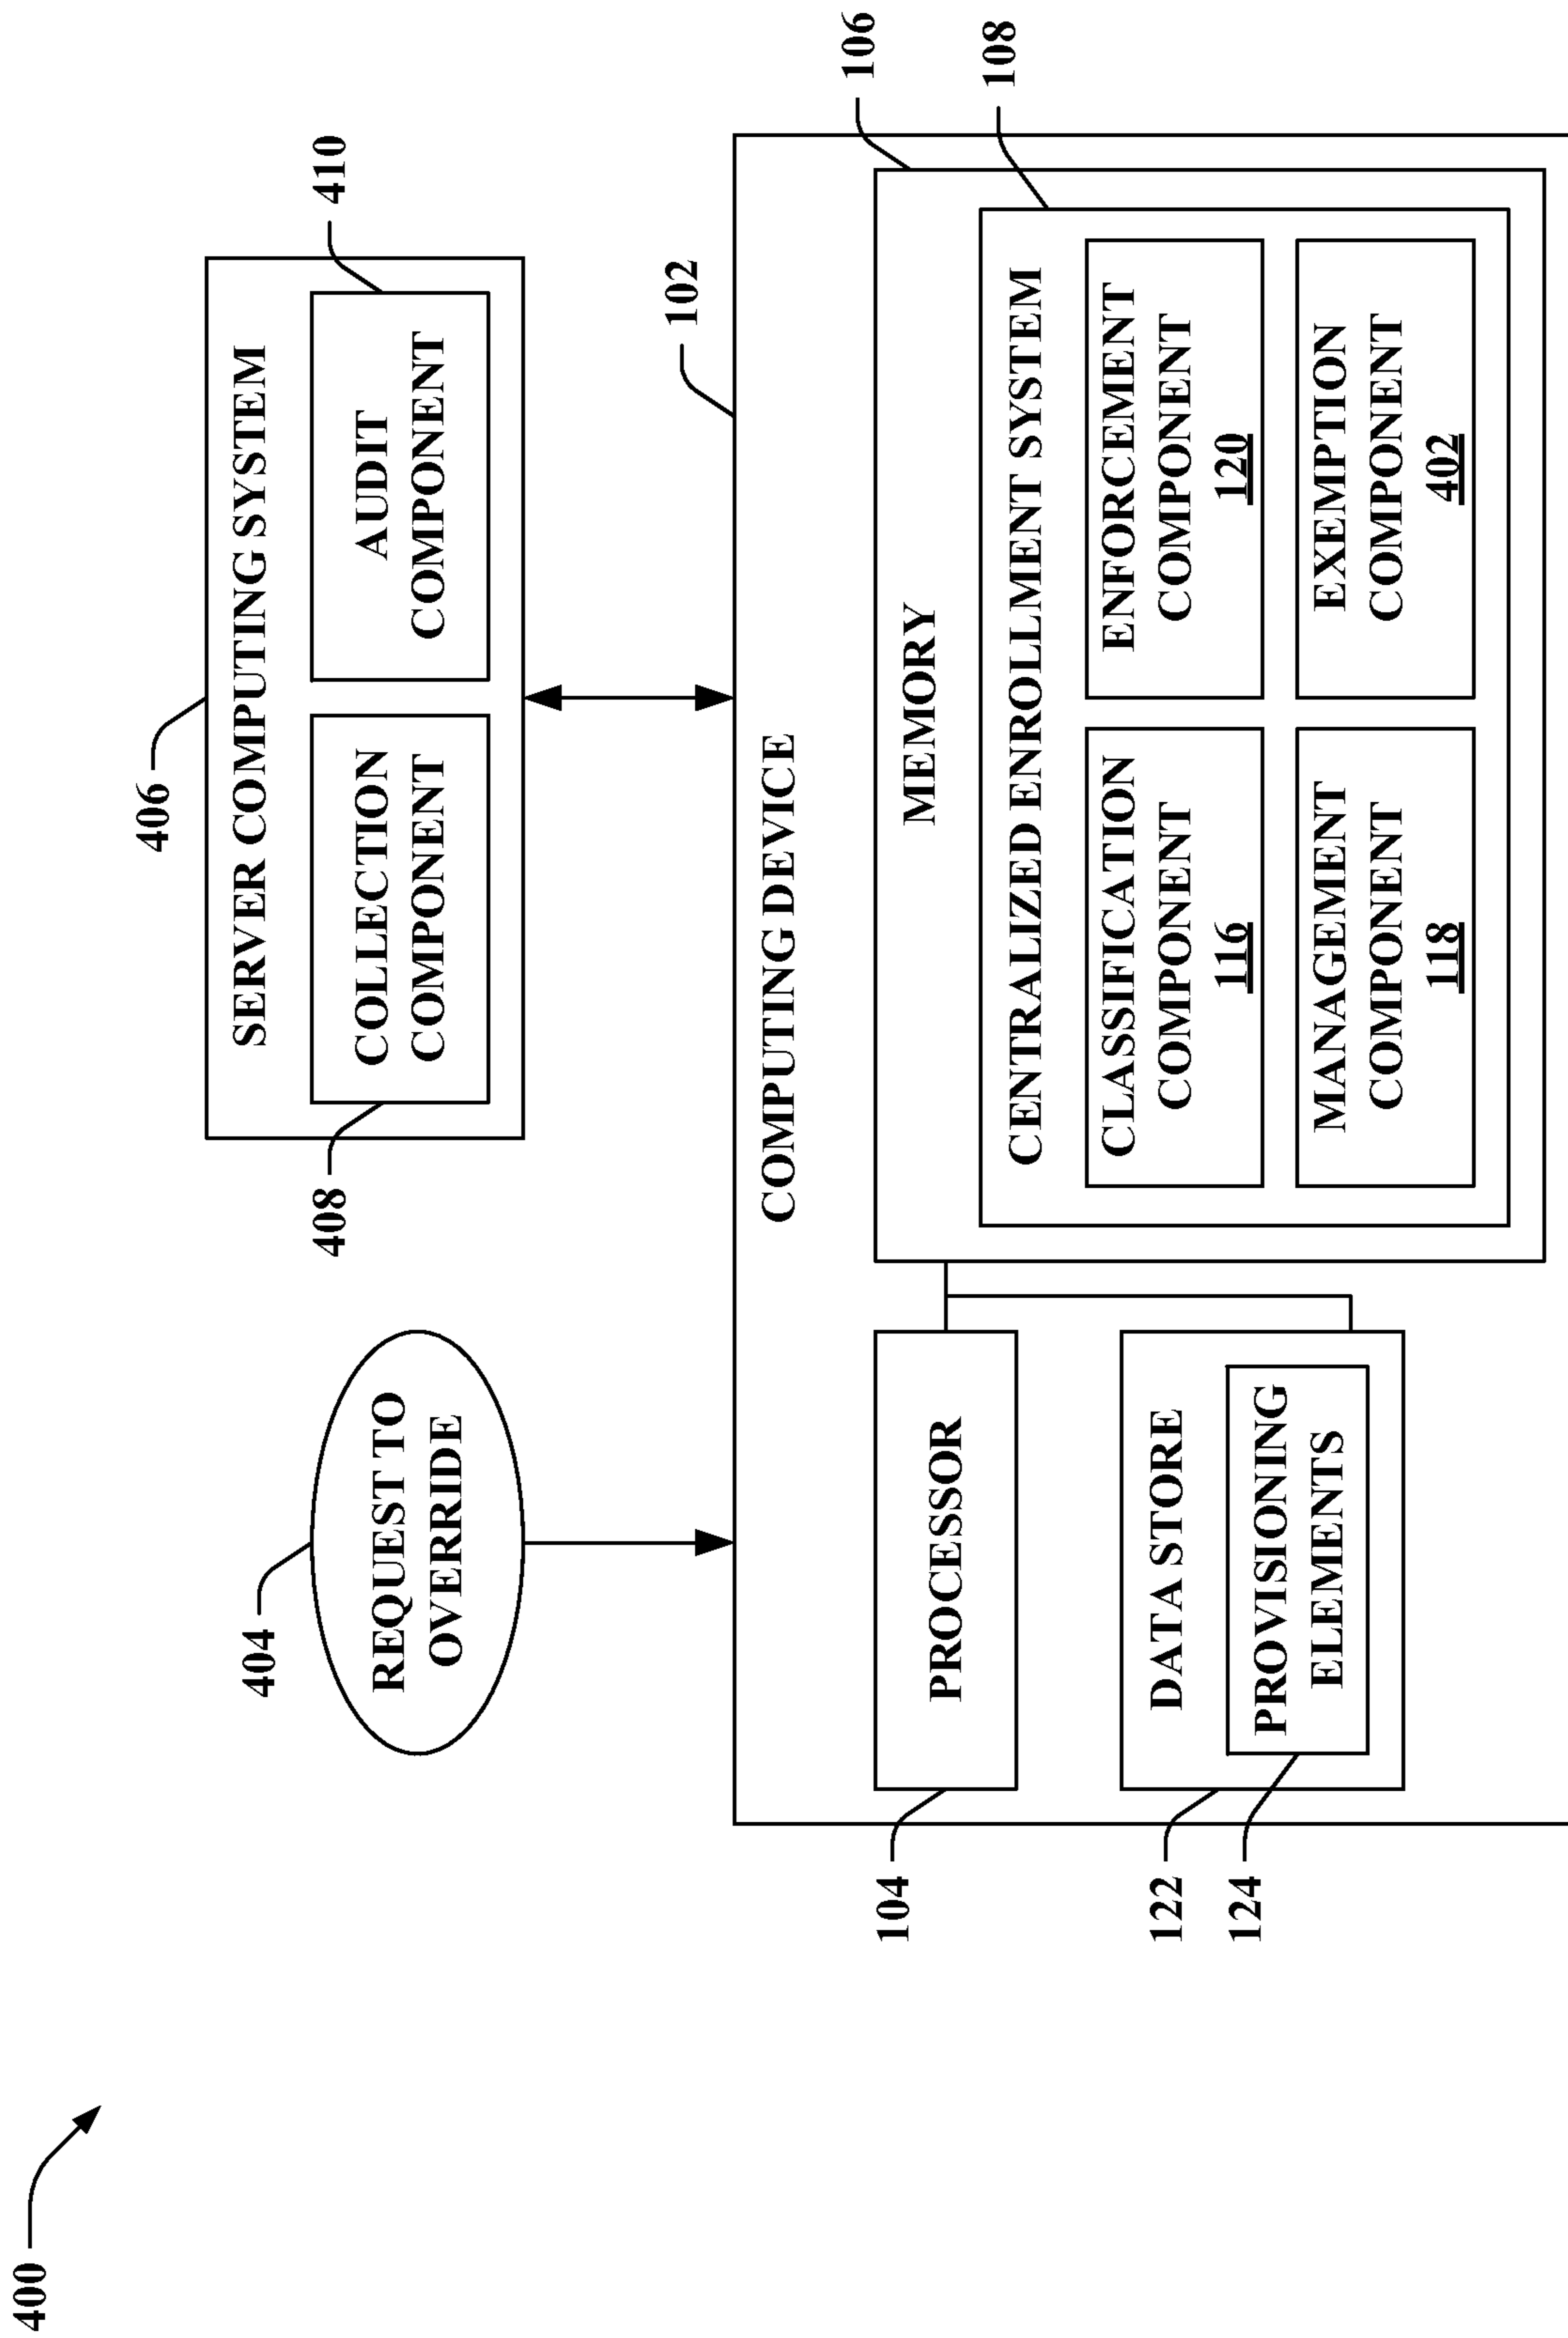 400
406
SERVER COMPUTING SYSTEM
408
COLLECTION
COMPONENT
AUDIT
COMPONENT
410
404
REQUEST TO
OVERRIDE
102
COMPUTING DEVICE
104
PROCESSOR
122
DATA STORE
124
PROVISIONING
ELEMENTS
106
MEMORY
108
CENTRALIZED ENROLLMENT SYSTEM
CLASSIFICATION
COMPONENT
116
ENFORCEMENT
COMPONENT
120
MANAGEMENT
COMPONENT
118
EXEMPTION
COMPONENT
402